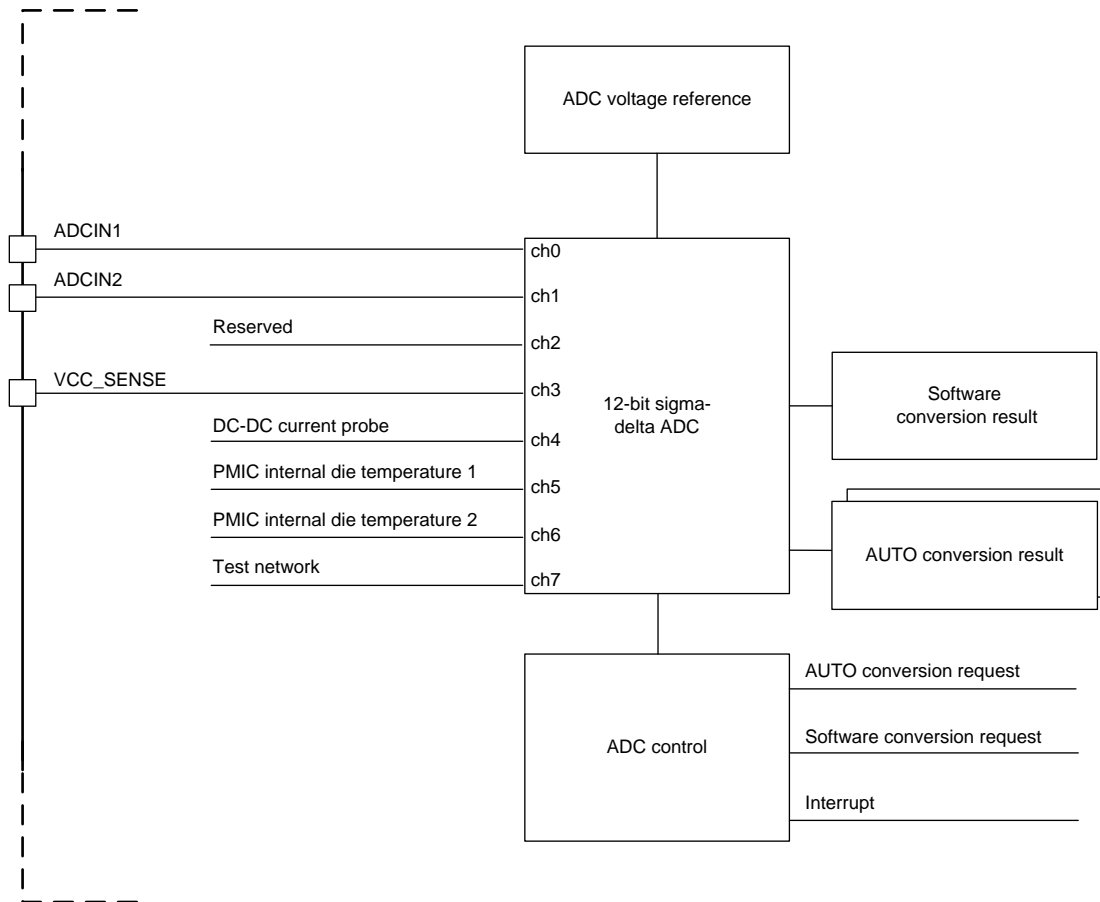 ADC voltage reference
ADCIN1
ch0
ADCIN2
ch1
Reserved
ch2
VCC_SENSE
ch3
DC-DC current probe
ch4
PMIC internal die temperature 1
ch5
PMIC internal die temperature 2
ch6
Test network
ch7
12-bit sigma-
delta ADC
Software
conversion result
AUTO conversion result
ADC control
AUTO conversion request
Software conversion request
Interrupt